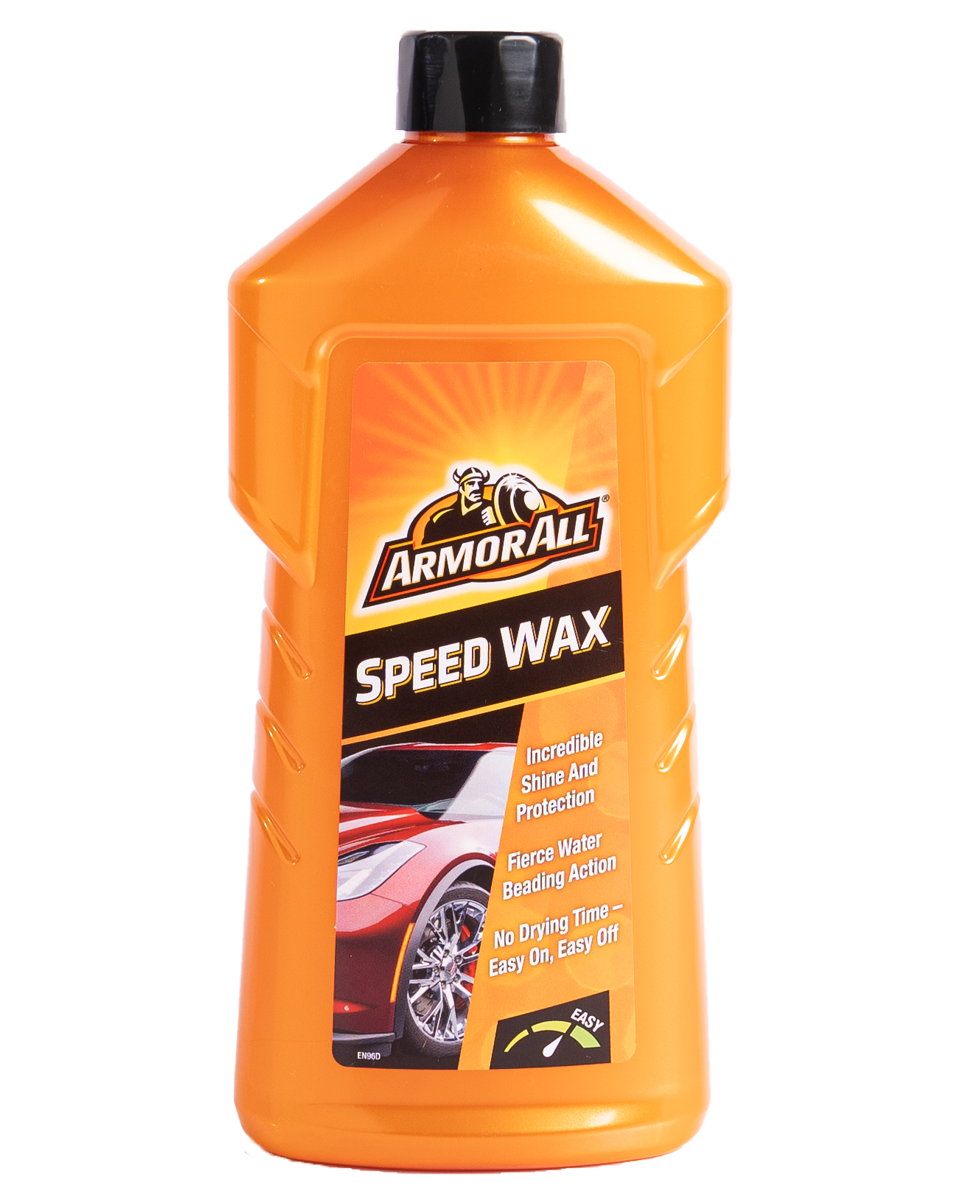 ARMORALL®
SPEED WAX
Incredible
Shine And
Protection
Fierce Water
Beading Action
No Drying Time –
Easy On, Easy Off
EASY
EN96D